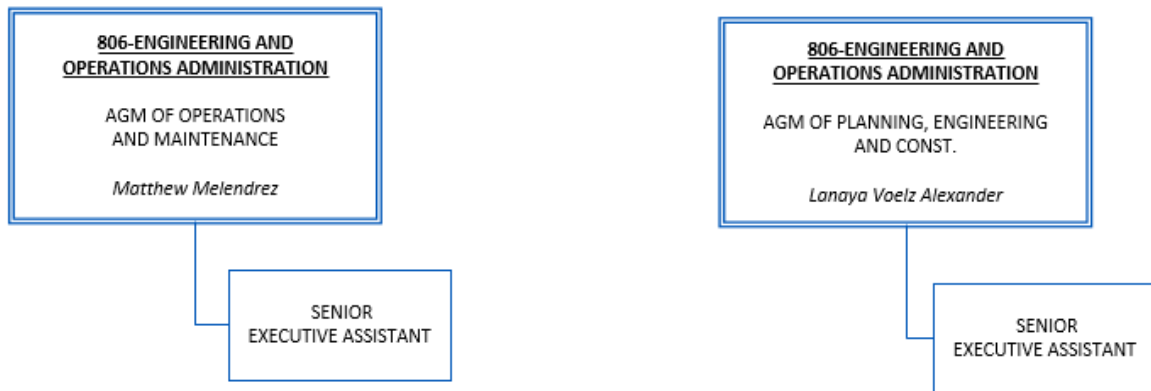 806-ENGINEERING AND
OPERATIONS ADMINISTRATION
AGM OF OPERATIONS
AND MAINTENANCE
Matthew Melendrez
SENIOR
EXECUTIVE ASSISTANT
806-ENGINEERING AND
OPERATIONS ADMINISTRATION
AGM OF PLANNING, ENGINEERING
AND CONST.
Lanaya Voelz Alexander
SENIOR
EXECUTIVE ASSISTANT